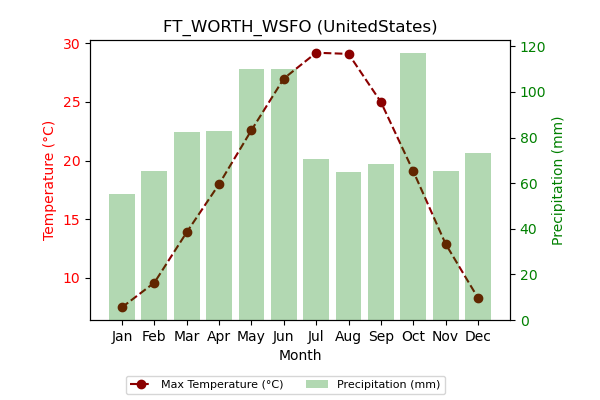 FT_WORTH_WSFO (UnitedStates)
Temperature (°C)
30
25
20
15
10
120
100
80
60
40
20
0
Precipitation (mm)
Jan Feb Mar Apr May Jun Jul Aug Sep Oct Nov Dec
Month
Max Temperature (°C) Precipitation (mm)